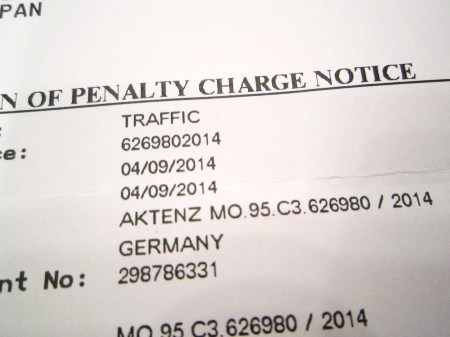 PAN
N OF PENALTY CHARGE NOTICE
: TRAFFIC
ce: 6269802014
04/09/2014
04/09/2014
AKTENZ MO.95.C3.626980 / 2014
GERMANY
nt No: 298786331
MO.95.C3.626980 / 2014